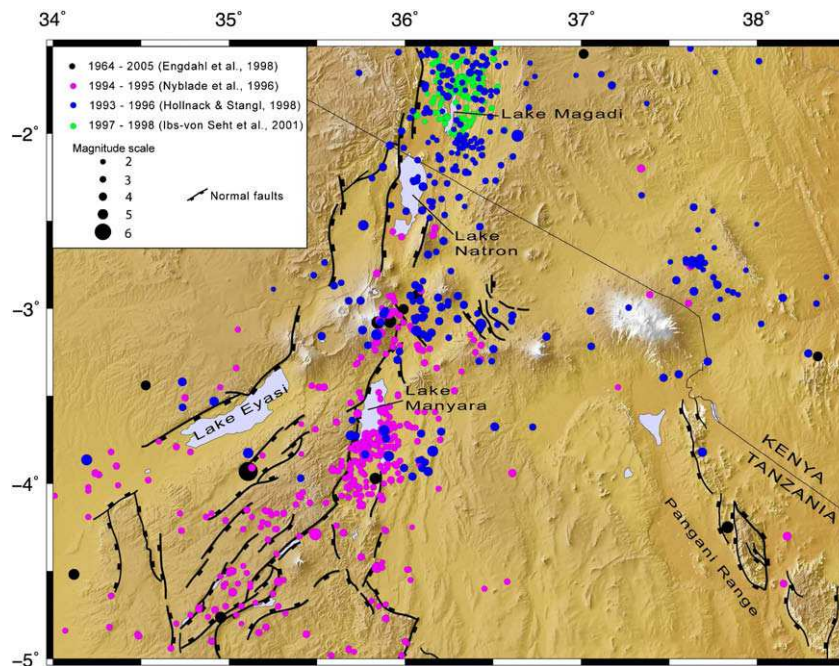 34° 35° 36° 37° 38°
1964 - 2005 (Engdahl et al., 1998)
1994 - 1995 (Nyblade et al., 1996)
1993 - 1996 (Hollnack & Stangl, 1998)
1997 - 1998 (Ibs-von Seht et al., 2001)
Magnitude scale
2
3
4
5
6
Normal faults
-2°
-3°
-4°
-5°
Lake Magadi
Lake
Natron
Lake
Manyara
Lake Eyasi
KENYA
TANZANIA
Pangani Range